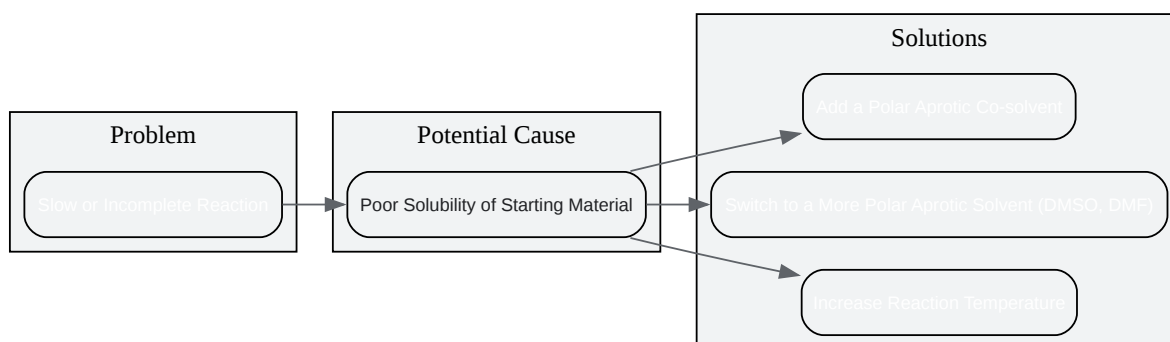 Problem
Slow or Incomplete Reaction
Potential Cause
Poor Solubility of Starting Material
Solutions
Add a Polar Aprotic Co-solvent
Switch to a More Polar Aprotic Solvent (DMSO, DMF)
Increase Reaction Temperature